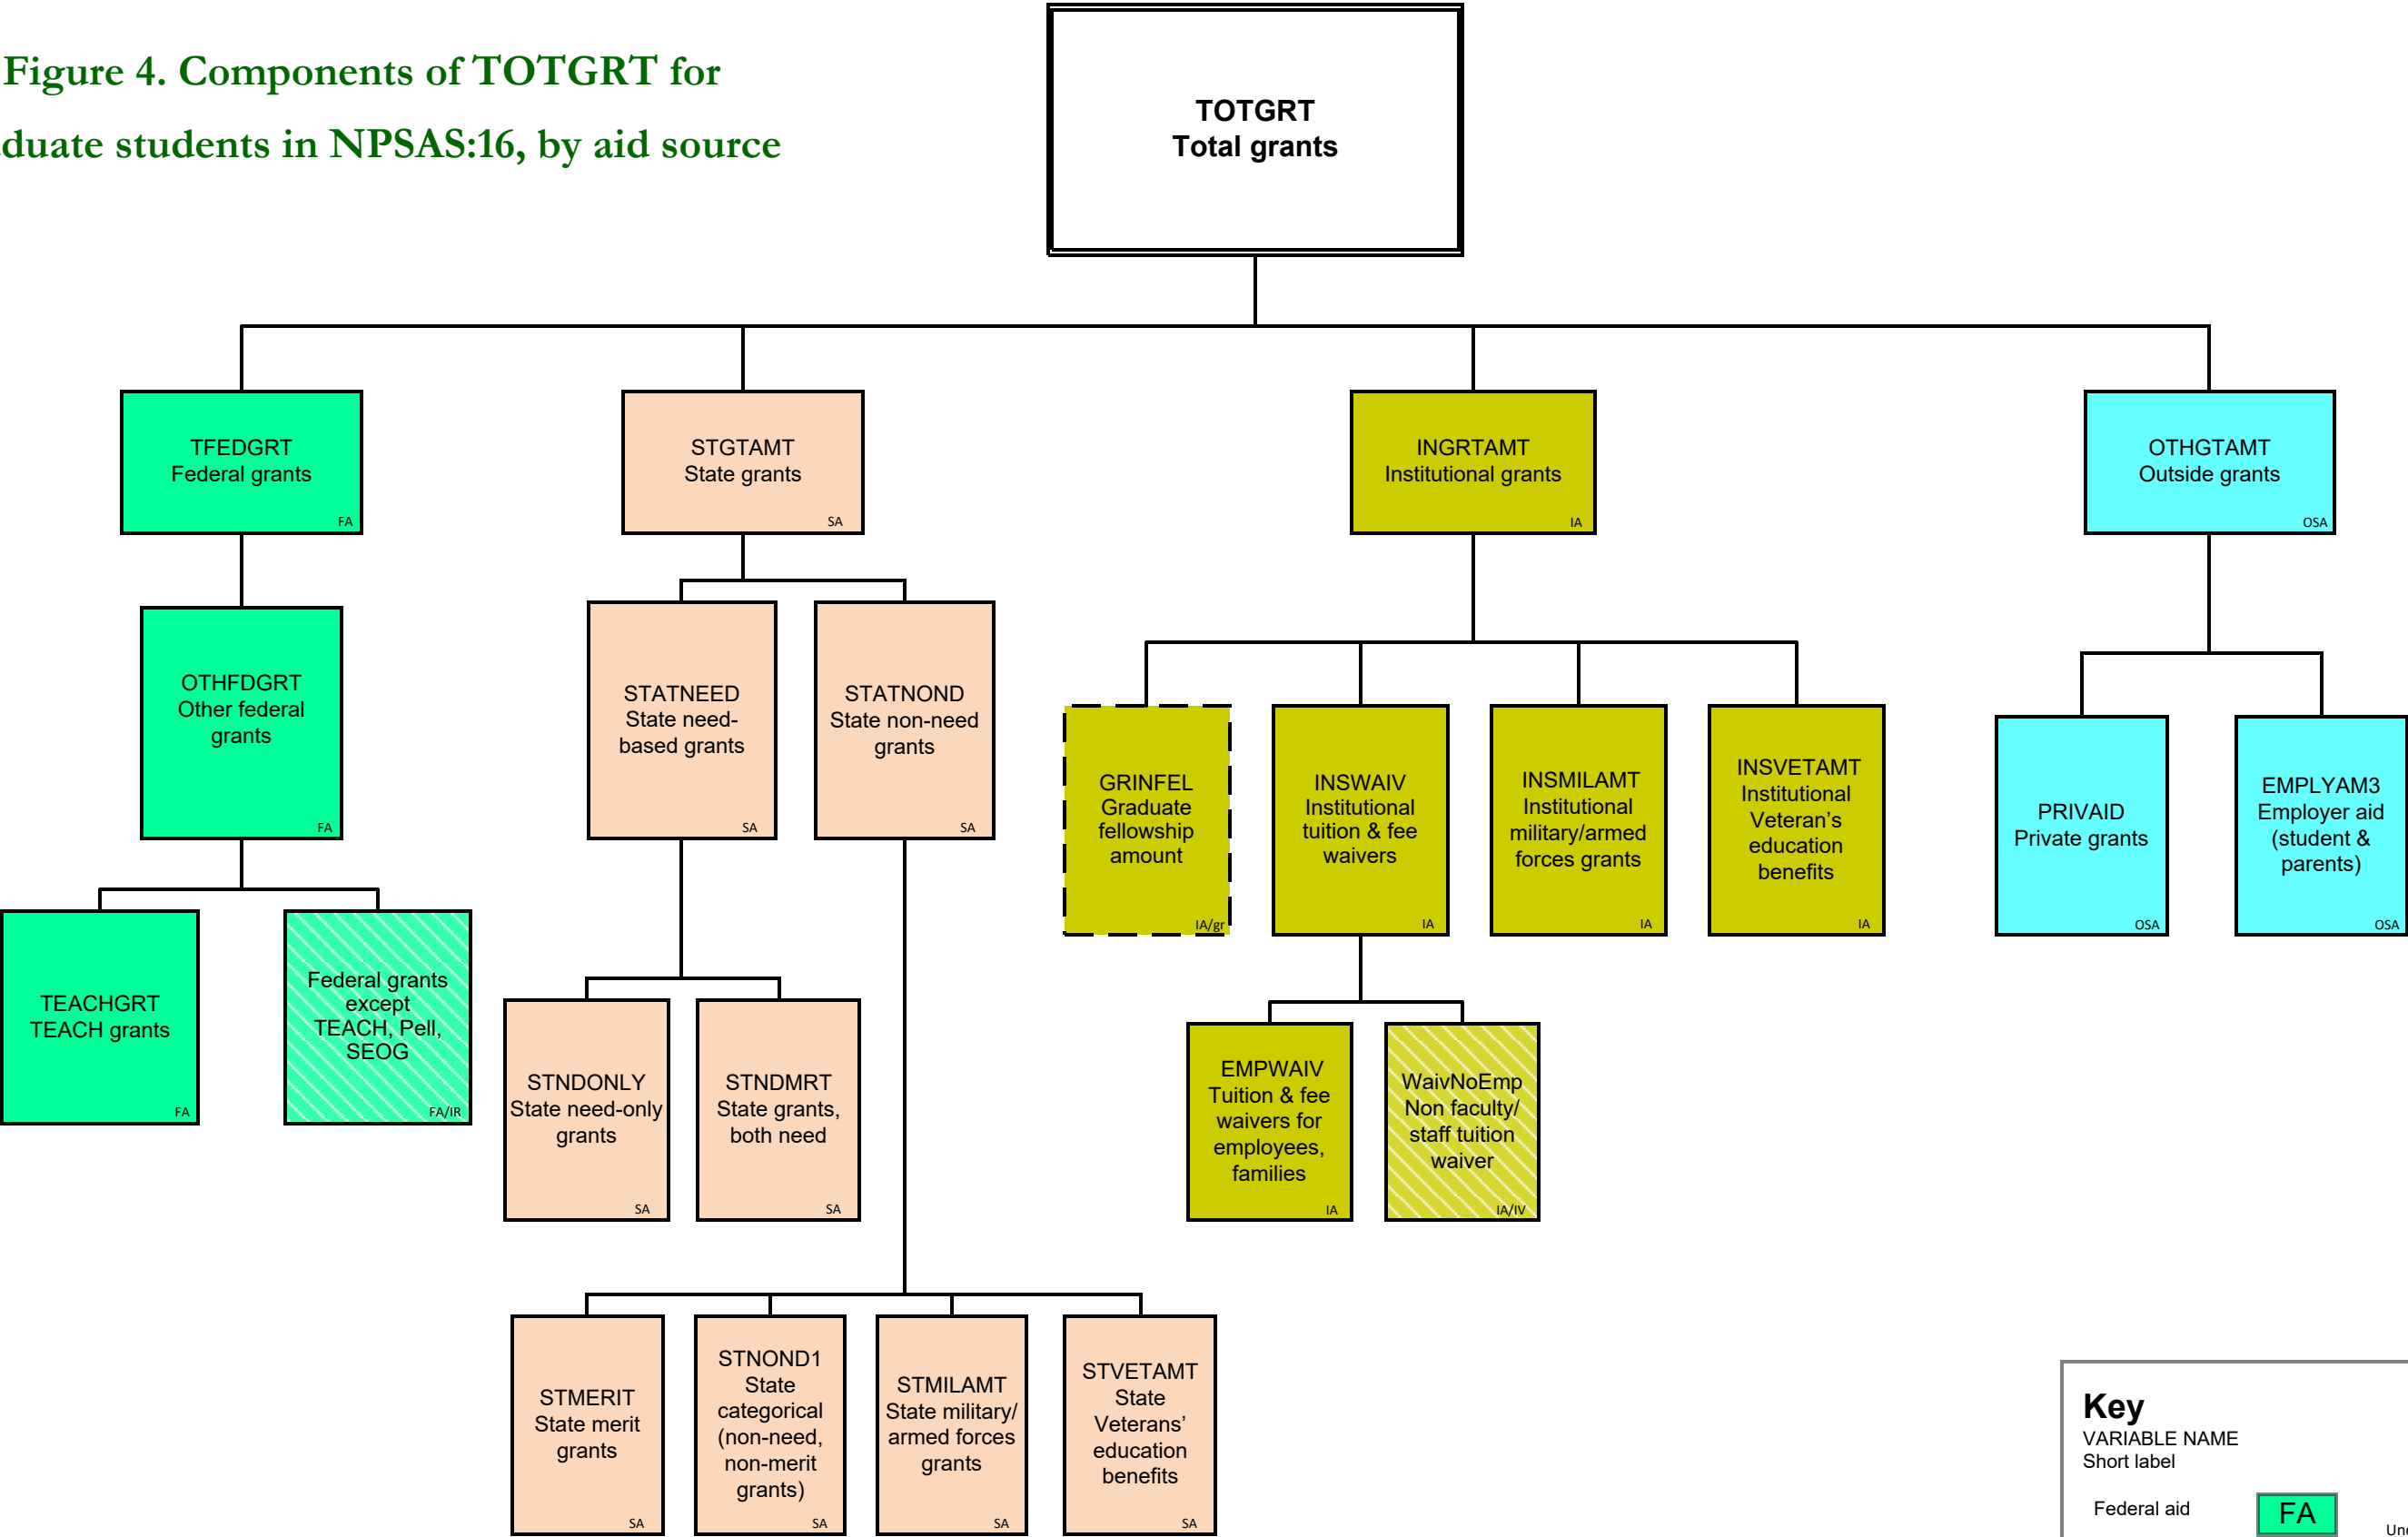 Figure 4. Components of TOTGRT for
duate students in NPSAS:16, by aid source
TOTGRT
Total grants
TFEDGRT
Federal grants
FA
STGTAMT
State grants
SA
INGRTAMT
Institutional grants
IA
OTHGTAMT
Outside grants
OSA
OTHFDGRT
Other federal
grants
FA
STATNEED
State need-
based grants
SA
STATNOND
State non-need
grants
SA
GRINFEL
Graduate
fellowship
amount
IA/gr
INSWAIV
Institutional
tuition & fee
waivers
IA
INSMILAMT
Institutional
military/armed
forces grants
IA
INSVETAMT
Institutional
Veteran’s
education
benefits
IA
PRIVAID
Private grants
OSA
EMPLYAM3
Employer aid
(student &
parents)
OSA
TEACHGRT
TEACH grants
FA
Federal grants
except
TEACH, Pell,
SEOG
FA/IR
STNDONLY
State need-only
grants
SA
STNDMRT
State grants,
both need
SA
EMPWAIV
Tuition & fee
waivers for
employees,
families
IA
WaivNoEmp
Non faculty/
staff tuition
waiver
IA/IV
STMERIT
State merit
grants
SA
STNOND1
State
categorical
(non-need,
non-merit
grants)
SA
STMILAMT
State military/
armed forces
grants
SA
STVETAMT
State
Veterans’
education
benefits
SA
Key
VARIABLE NAME
Short label
Federal aid
FA